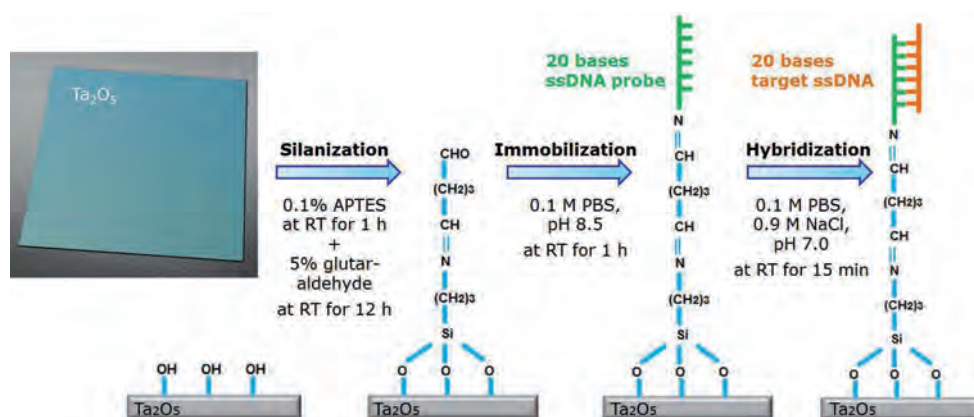 Ta2O5
Silanization
0.1% APTES
at RT for 1 h
+
5% glutar-
aldehyde
at RT for 12 h
OH OH OH
Ta2O5
CHO
(CH2)3
CH
N
(CH2)3
Si
O O O
Ta2O5
Immobilization
0.1 M PBS,
pH 8.5
at RT for 1 h
20 bases
ssDNA probe
N
CH
(CH2)3
CH
N
(CH2)3
Si
O O O
Ta2O5
Hybridization
0.1 M PBS,
0.9 M NaCl,
pH 7.0
at RT for 15 min
20 bases
target ssDNA
N
CH
(CH2)3
CH
N
(CH2)3
Si
O O O
Ta2O5